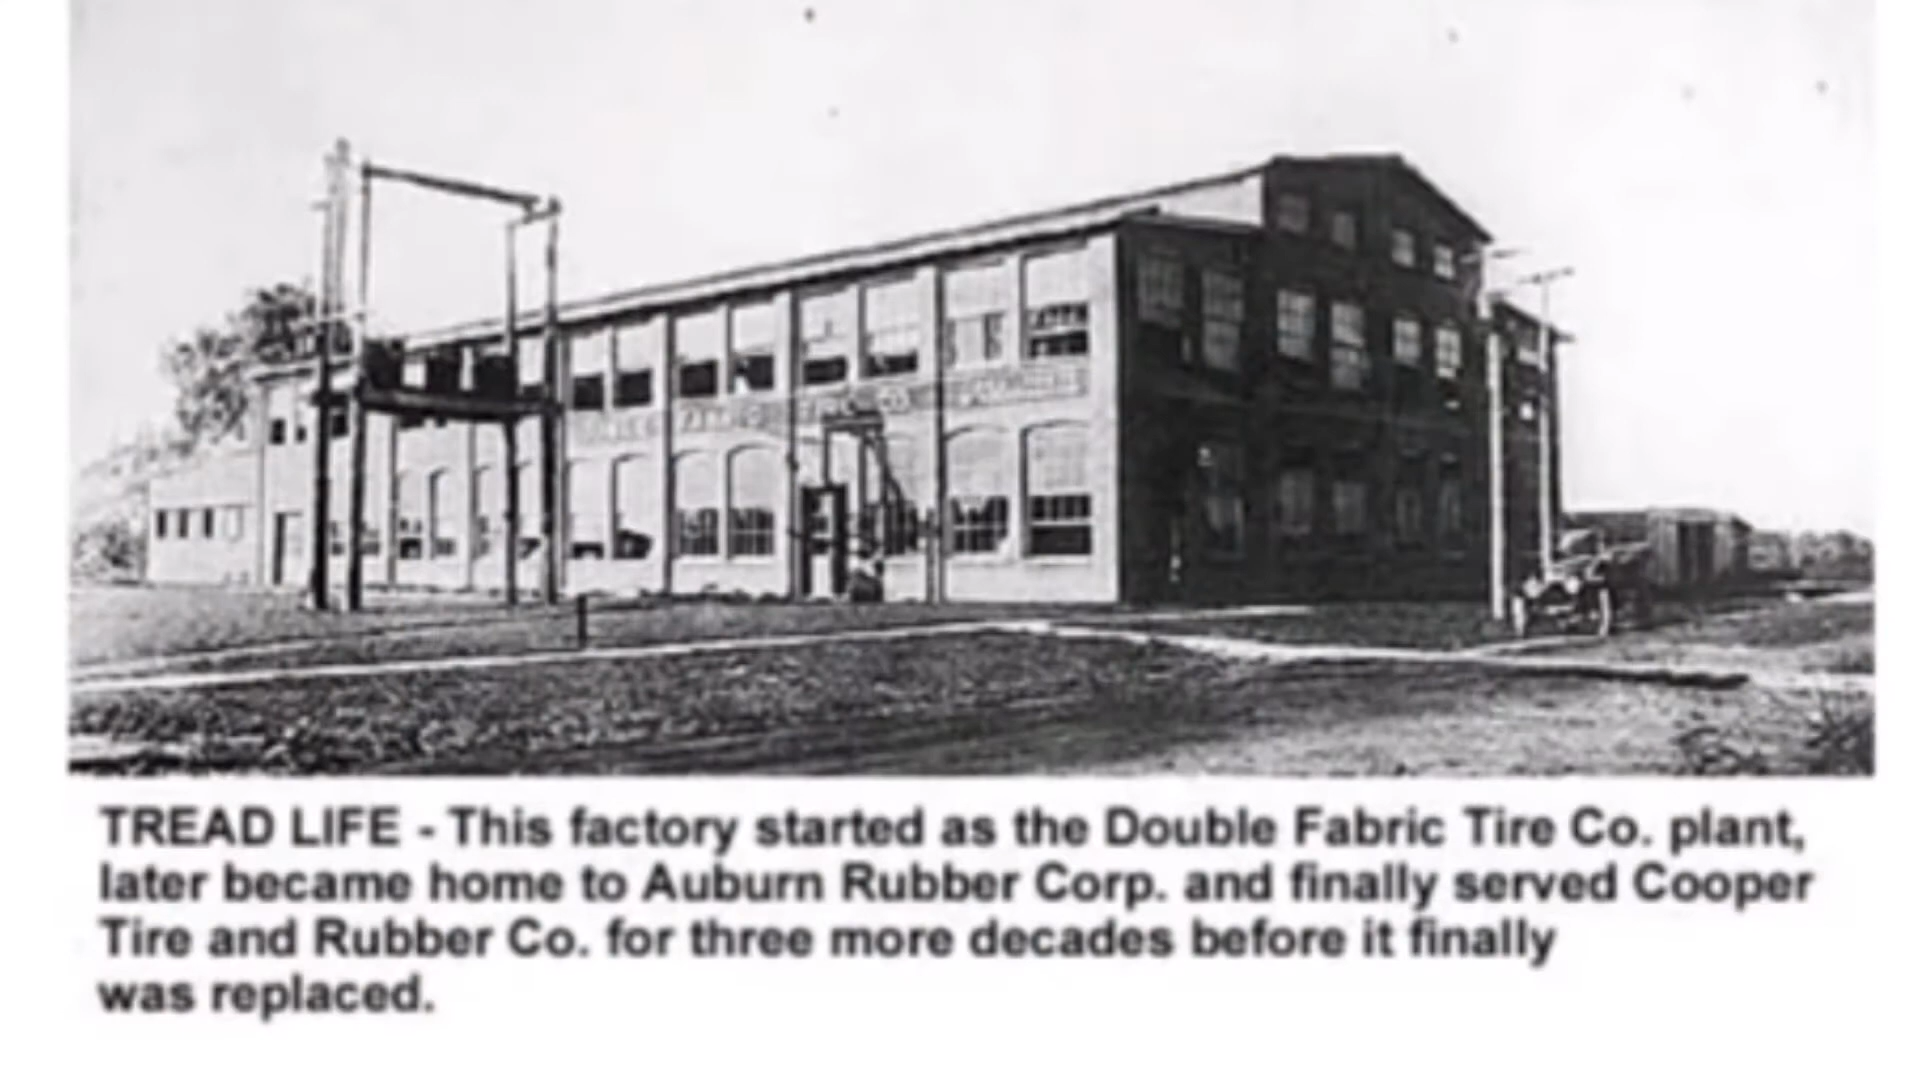 TREAD LIFE - This factory started as the Double Fabric Tire Co. plant,
later became home to Auburn Rubber Corp. and finally served Cooper
Tire and Rubber Co. for three more decades before it finally
was replaced.